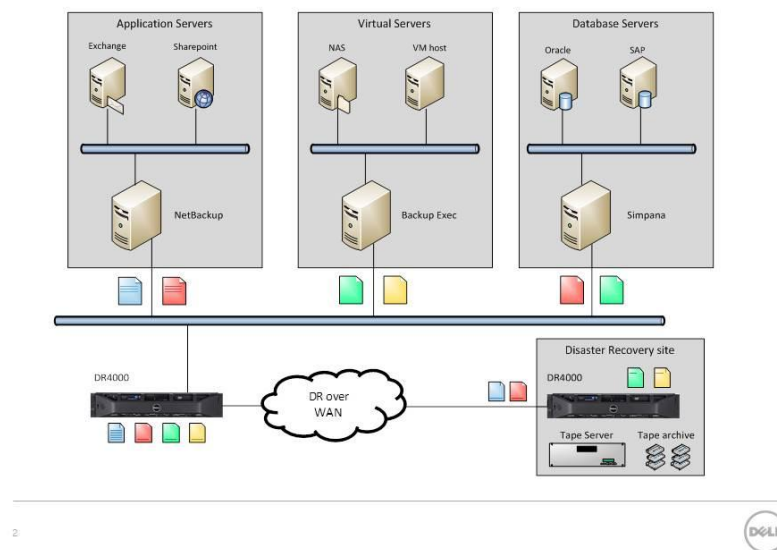 Application Servers
Exchange
Sharepoint
NetBackup
Virtual Servers
NAS
VM host
Backup Exec
Database Servers
Oracle
SAP
Simpana
DR4000
DR over
WAN
Disaster Recovery site
DR4000
Tape Server
Tape archive
2
DELL